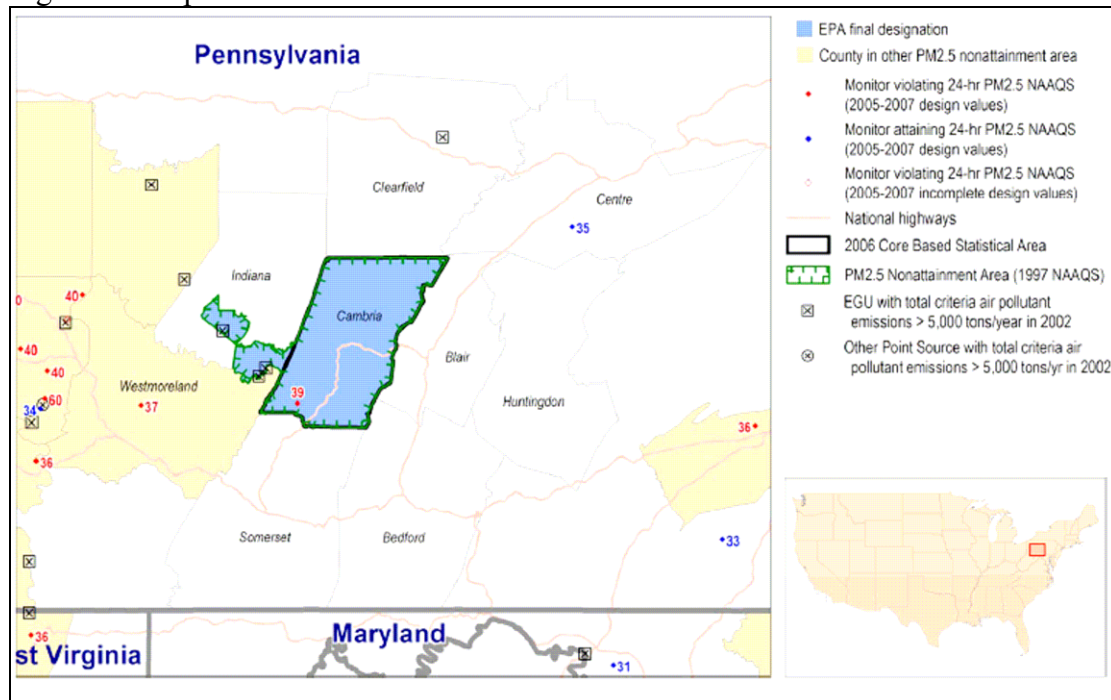 Pennsylvania
Clearfield
Centre
35
Indiana
Cambria
40
0
40
Blair
40
Westmoreland
39
Huntingdon
60
34
37
36
36
Somerset
Bedford
33
36
Maryland
st Virginia
31
EPA final designation
County in other PM2.5 nonattainment area
Monitor violating 24-hr PM2.5 NAAQS
(2005-2007 design values)
Monitor attaining 24-hr PM2.5 NAAQS
(2005-2007 design values)
Monitor violating 24-hr PM2.5 NAAQS
(2005-2007 incomplete design values)
National highways
2006 Core Based Statistical Area
PM2.5 Nonattainment Area (1997 NAAQS)
EGU with total criteria air pollutant
emissions > 5,000 tons/year in 2002
Other Point Source with total criteria air
pollutant emissions > 5,000 tons/yr in 2002